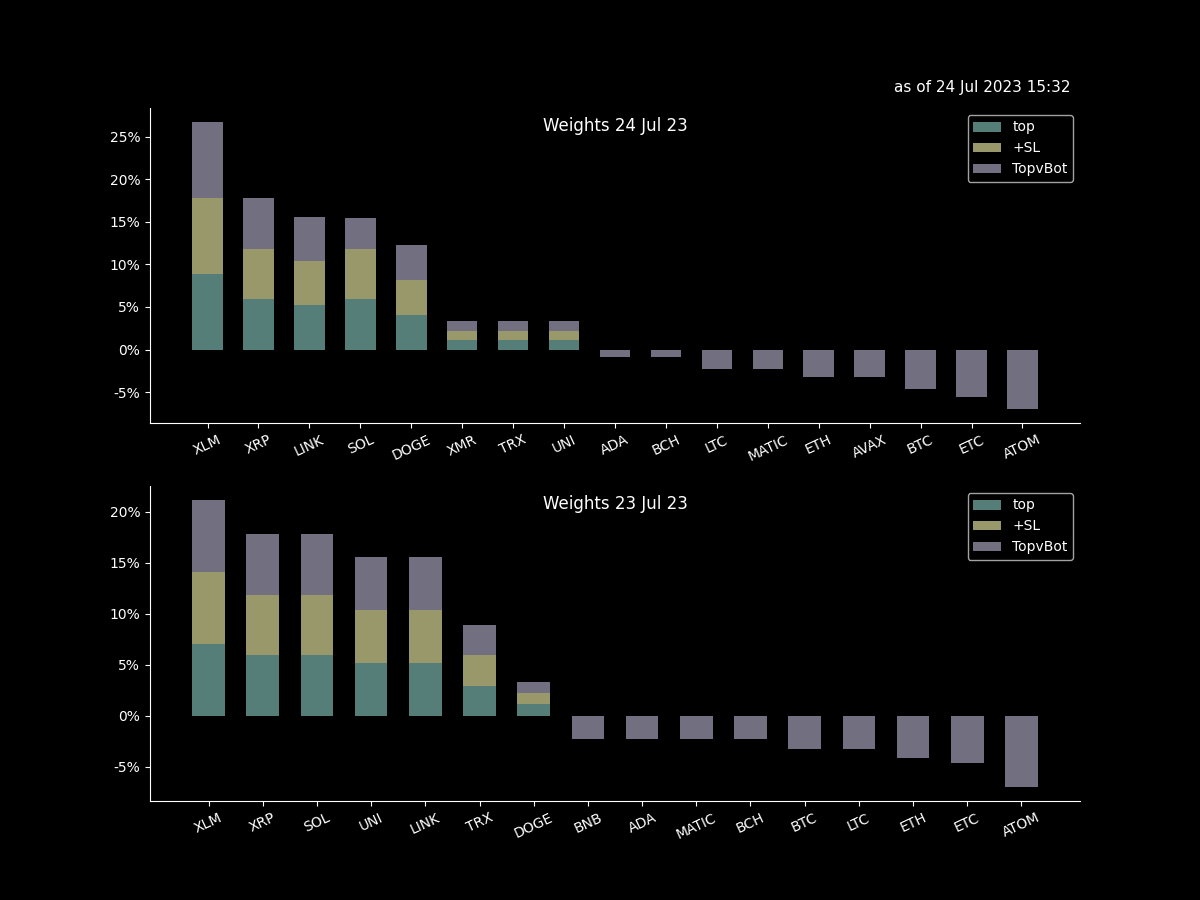 as of 24 Jul 2023 15:32
Weights 24 Jul 23
top
+SL
TopvBot
25%
20%
15%
10%
5%
0%
-5%
XLM XRP LINK SOL DOGE XMR TRX UNI ADA BCH LTC MATIC ETH AVAX BTC ETC ATOM
Weights 23 Jul 23
top
+SL
TopvBot
20%
15%
10%
5%
0%
-5%
XLM XRP SOL UNI LINK TRX DOGE BNB ADA MATIC BCH BTC LTC ETH ETC ATOM